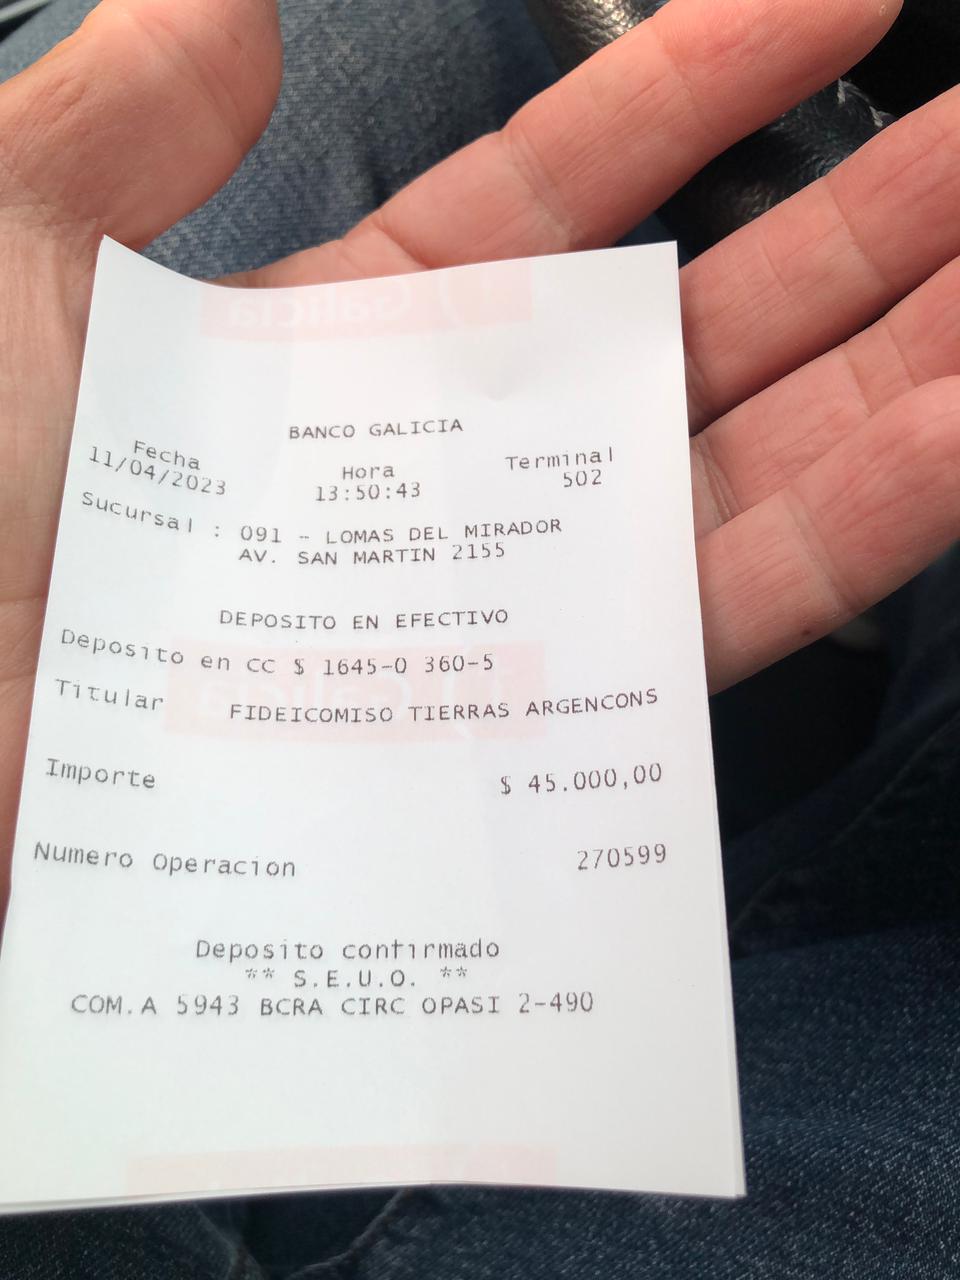 BANCO GALICIA
Fecha Hora Terminal
11/04/2023 13:50:43 502
Sucursal : 091 - LOMAS DEL MIRADOR
AV. SAN MARTIN 2155
DEPOSITO EN EFECTIVO
Deposito en CC $ 1645-0 360-5
Titular FIDEICOMISO TIERRAS ARGENCONS
Importe $ 45.000,00
Numero Operacion 270599
Deposito confirmado
** S.E.U.O. **
COM.A 5943 BCRA CIRC OPASI 2-490